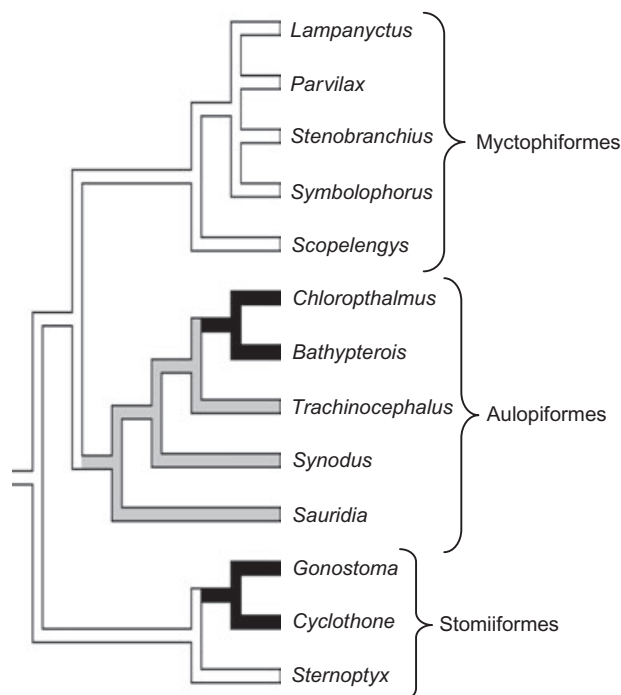 Lampanyctus
Parvilax
Stenobranchius
Myctophiformes
Symbolophorus
Scopelengys
Chloropthalmus
Bathypterois
Trachinocephalus
Aulopiformes
Synodus
Sauridia
Gonostoma
Cyclothone
Stomiiformes
Sternoptyx